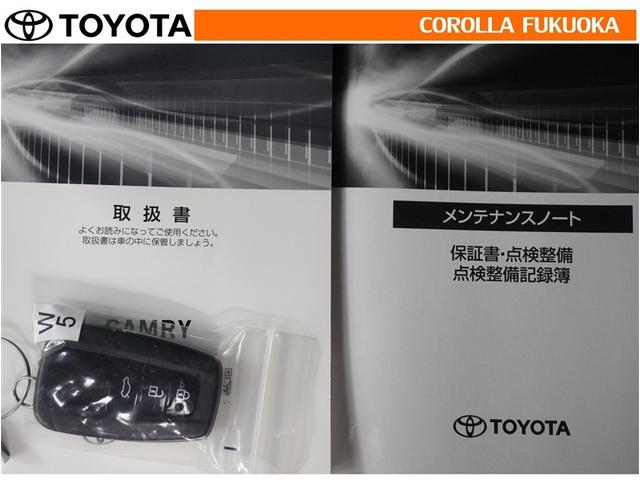 TOYOTA
COROLLA FUKUOKA
取扱書
よくお読みになってご使用ください。
取扱書は車の中に保管しましょう。
CAMRY
W
5
メンテナンスノート
保証書・点検整備
点検整備記録簿
TOYOTA